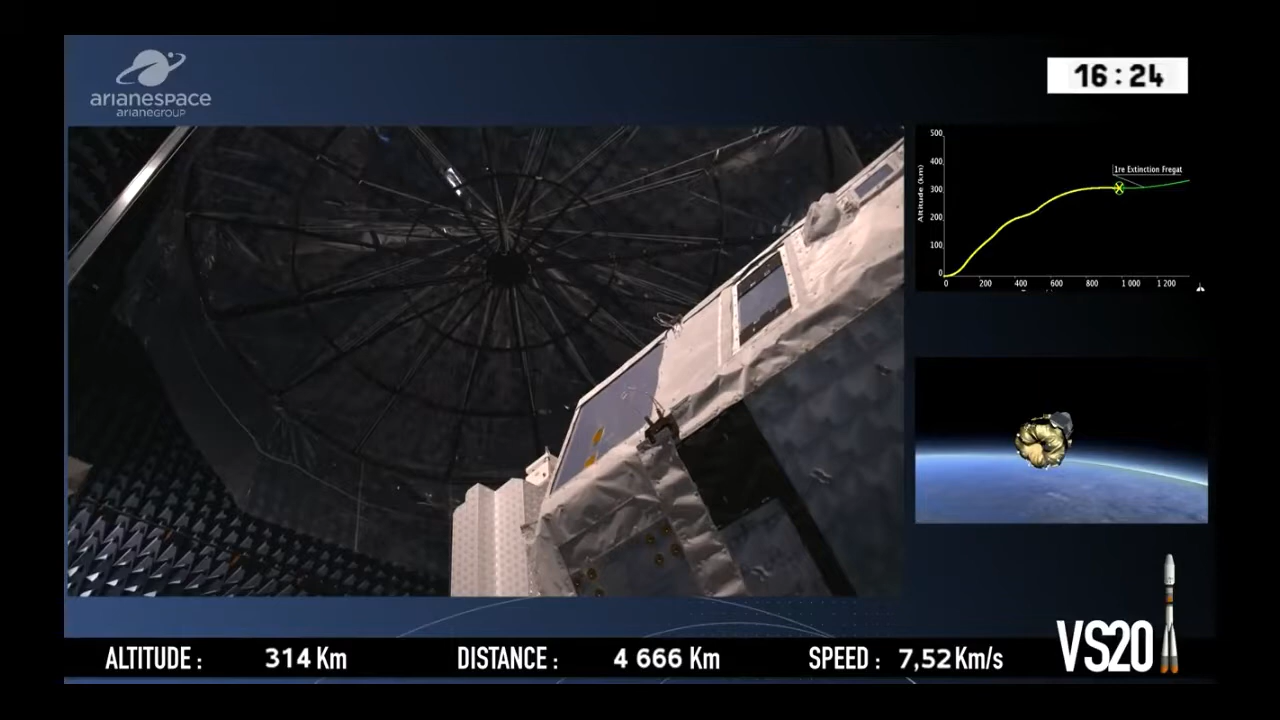 arianespace
arianeGROUP
16:24
500
400
300
200
100
0
Altitude (km)
1re Extinction Fregat
0 200 400 600 800 1 000 1 200
ALTITUDE : 314 Km DISTANCE : 4 666 Km SPEED : 7,52 Km/s
VS20